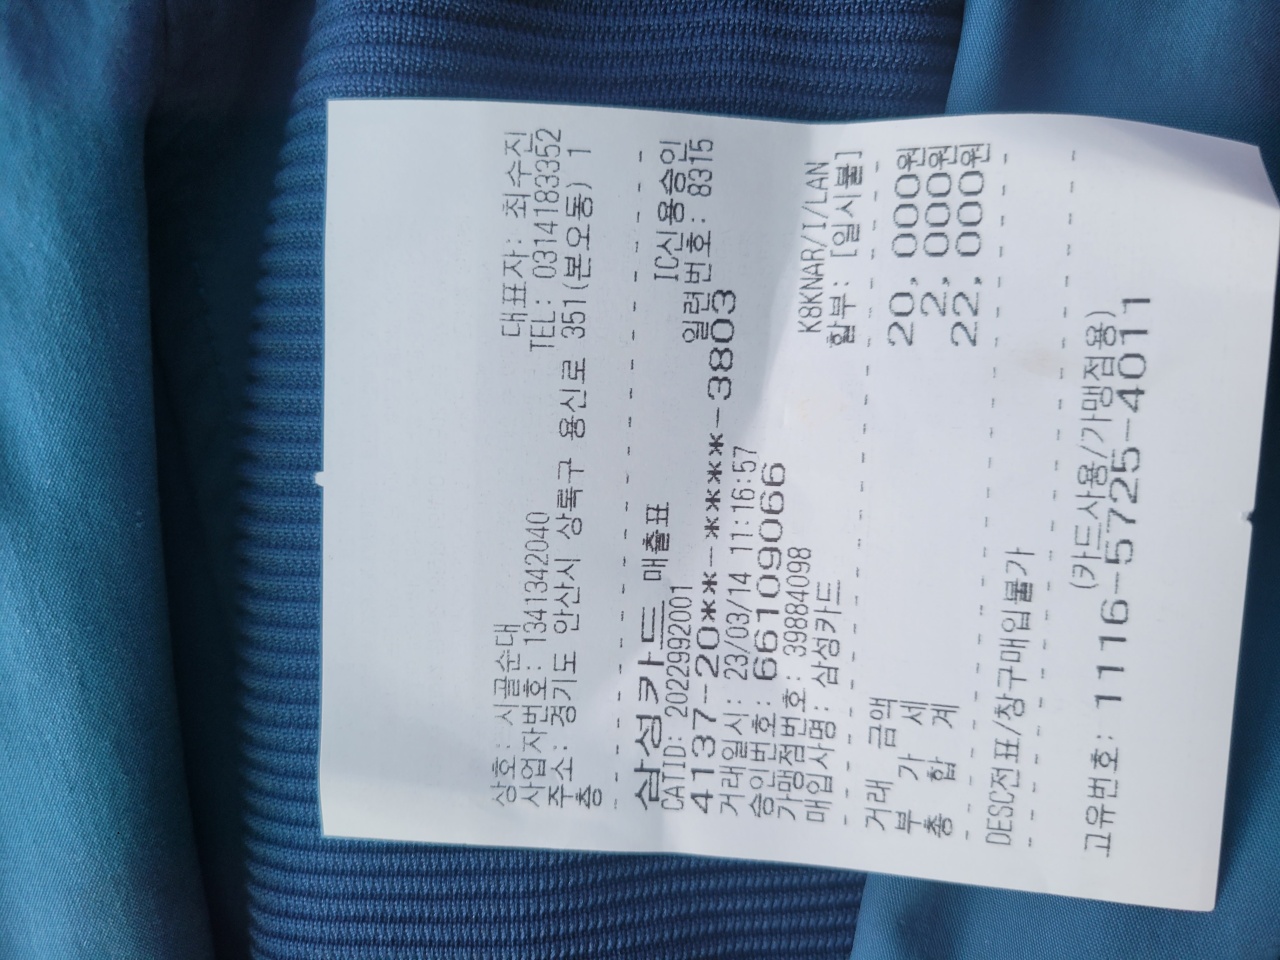 상호: 시골순대 대표자: 최수진
사업자번호: 1341342040 TEL: 0314183352
주소: 경기도 안산시 상록구 용신로 351(본오동) 1
층
삼성카드 매출표 IC신용승인
CATID: 2022992001 일련번호: 8315
4137-20**-****-3803
거래일시: 23/03/14 11:16:57
승인번호: 66109066
가맹점번호: 39884098 K8KNAR/I/LAN
매입사명: 삼성카드 할부: [일시불]
거래 금액 20,000원
부 가 세 2,000원
총 합 계 22,000원
DESC전표/창구매입불가
(카드사용/가맹점용)
고유번호: 1116-5725-4011